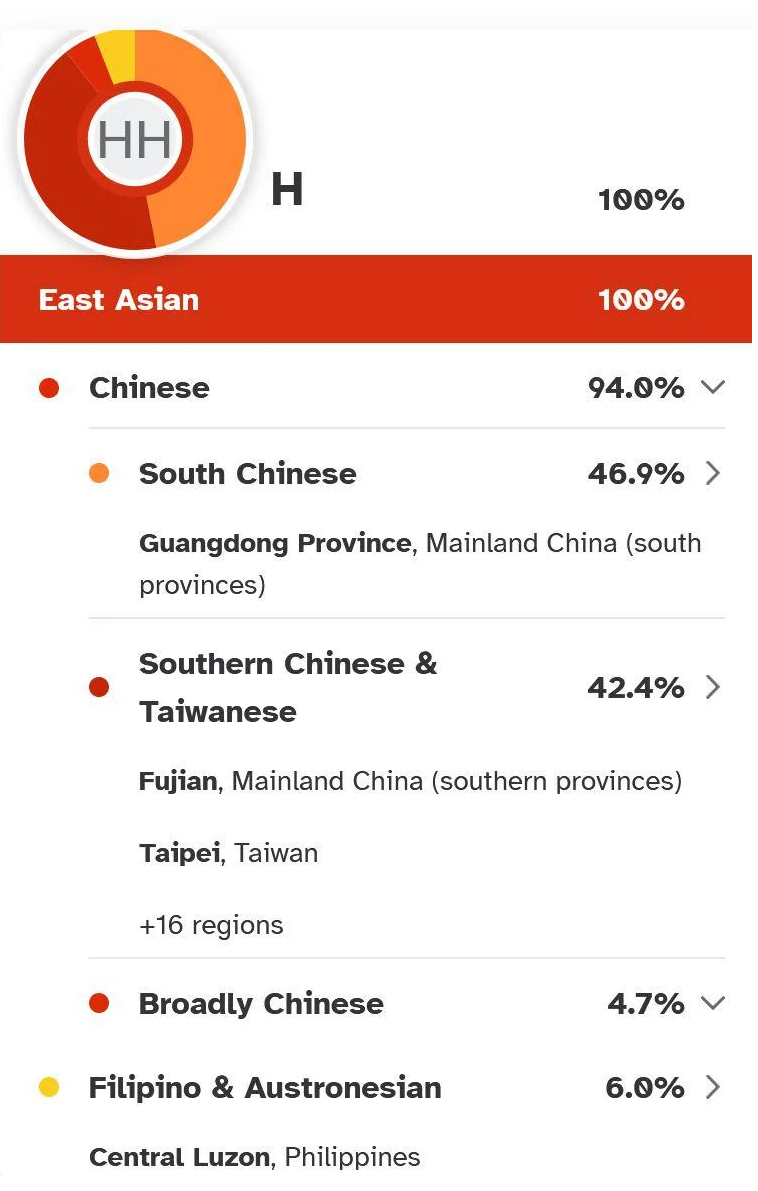 HH
H 100%
East Asian 100%
Chinese 94.0%
South Chinese 46.9%
Guangdong Province, Mainland China (south
provinces)
Southern Chinese &
Taiwanese 42.4%
Fujian, Mainland China (southern provinces)
Taipei, Taiwan
+16 regions
Broadly Chinese 4.7%
Filipino & Austronesian 6.0%
Central Luzon, Philippines